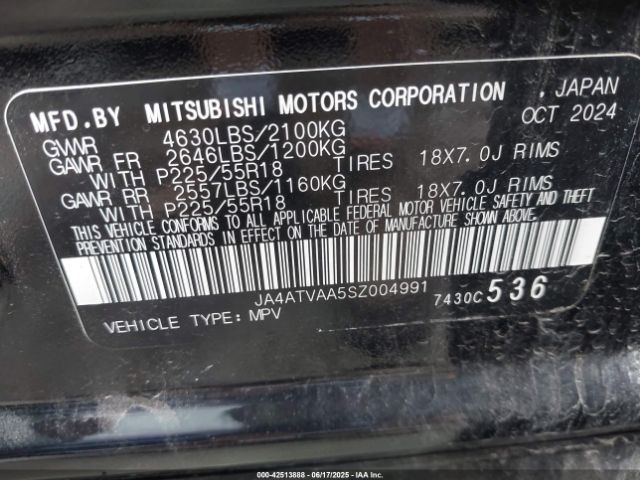 MFD.BY MITSUBISHI MOTORS CORPORATION . JAPAN
OCT 2024
GVWR 4630LBS/2100KG
GAWR FR 2646LBS/1200KG
WITH P225/55R18 TIRES 18X7.0J RIMS
GAWR RR 2557LBS/1160KG
WITH P225/55R18 TIRES 18X7.0J RIMS
THIS VEHICLE CONFORMS TO ALL APPLICABLE FEDERAL MOTOR VEHICLE SAFETY AND THEFT
PREVENTION STANDARDS IN EFFECT ON THE DATE OF MANUFACTURE SHOWN ABOVE.
JA4ATVAA5SZ004991
7430C 536
VEHICLE TYPE: MPV
00-42513888 - 06/17/2025 - IAAI.CA